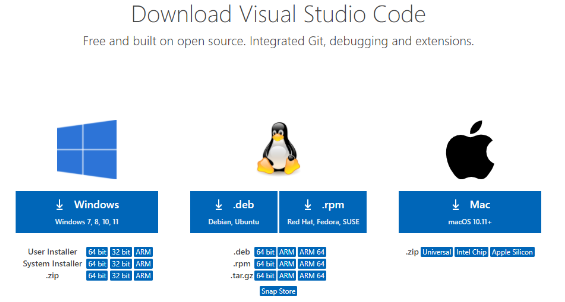 Download Visual Studio Code
Free and built on open source. Integrated Git, debugging and extensions.
Windows
Windows 7, 8, 10, 11
User Installer 64 bit 32 bit ARM
System Installer 64 bit 32 bit ARM
.zip 64 bit 32 bit ARM
.deb
Debian, Ubuntu
.rpm
Red Hat, Fedora, SUSE
.deb 64 bit ARM ARM 64
.rpm 64 bit ARM ARM 64
.tar.gz 64 bit ARM ARM 64
Snap Store
Mac
macOS 10.11+
.zip Universal Intel Chip Apple Silicon